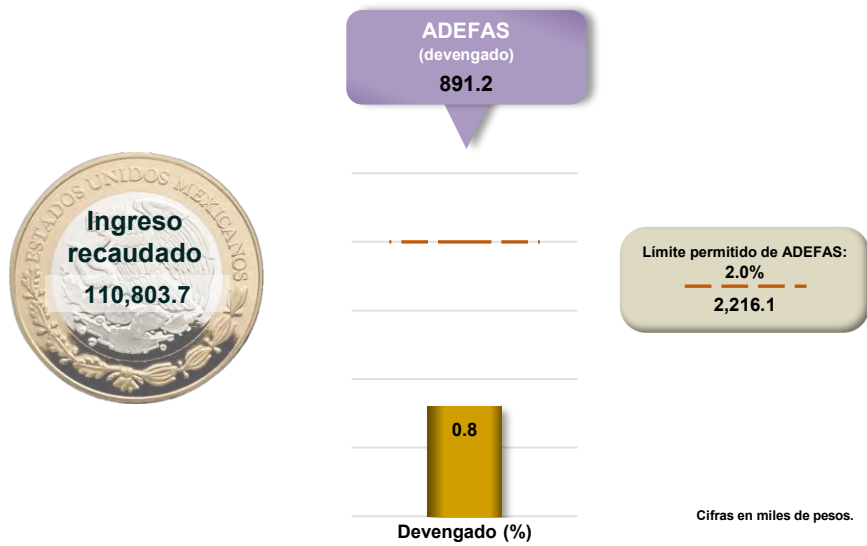 ADEFAS
(devengado)
891.2
ESTADOS UNIDOS MEXICANOS
Ingreso
recaudado
110,803.7
Límite permitido de ADEFAS:
2.0%
2,216.1
0.8
Devengado (%)
Cifras en miles de pesos.